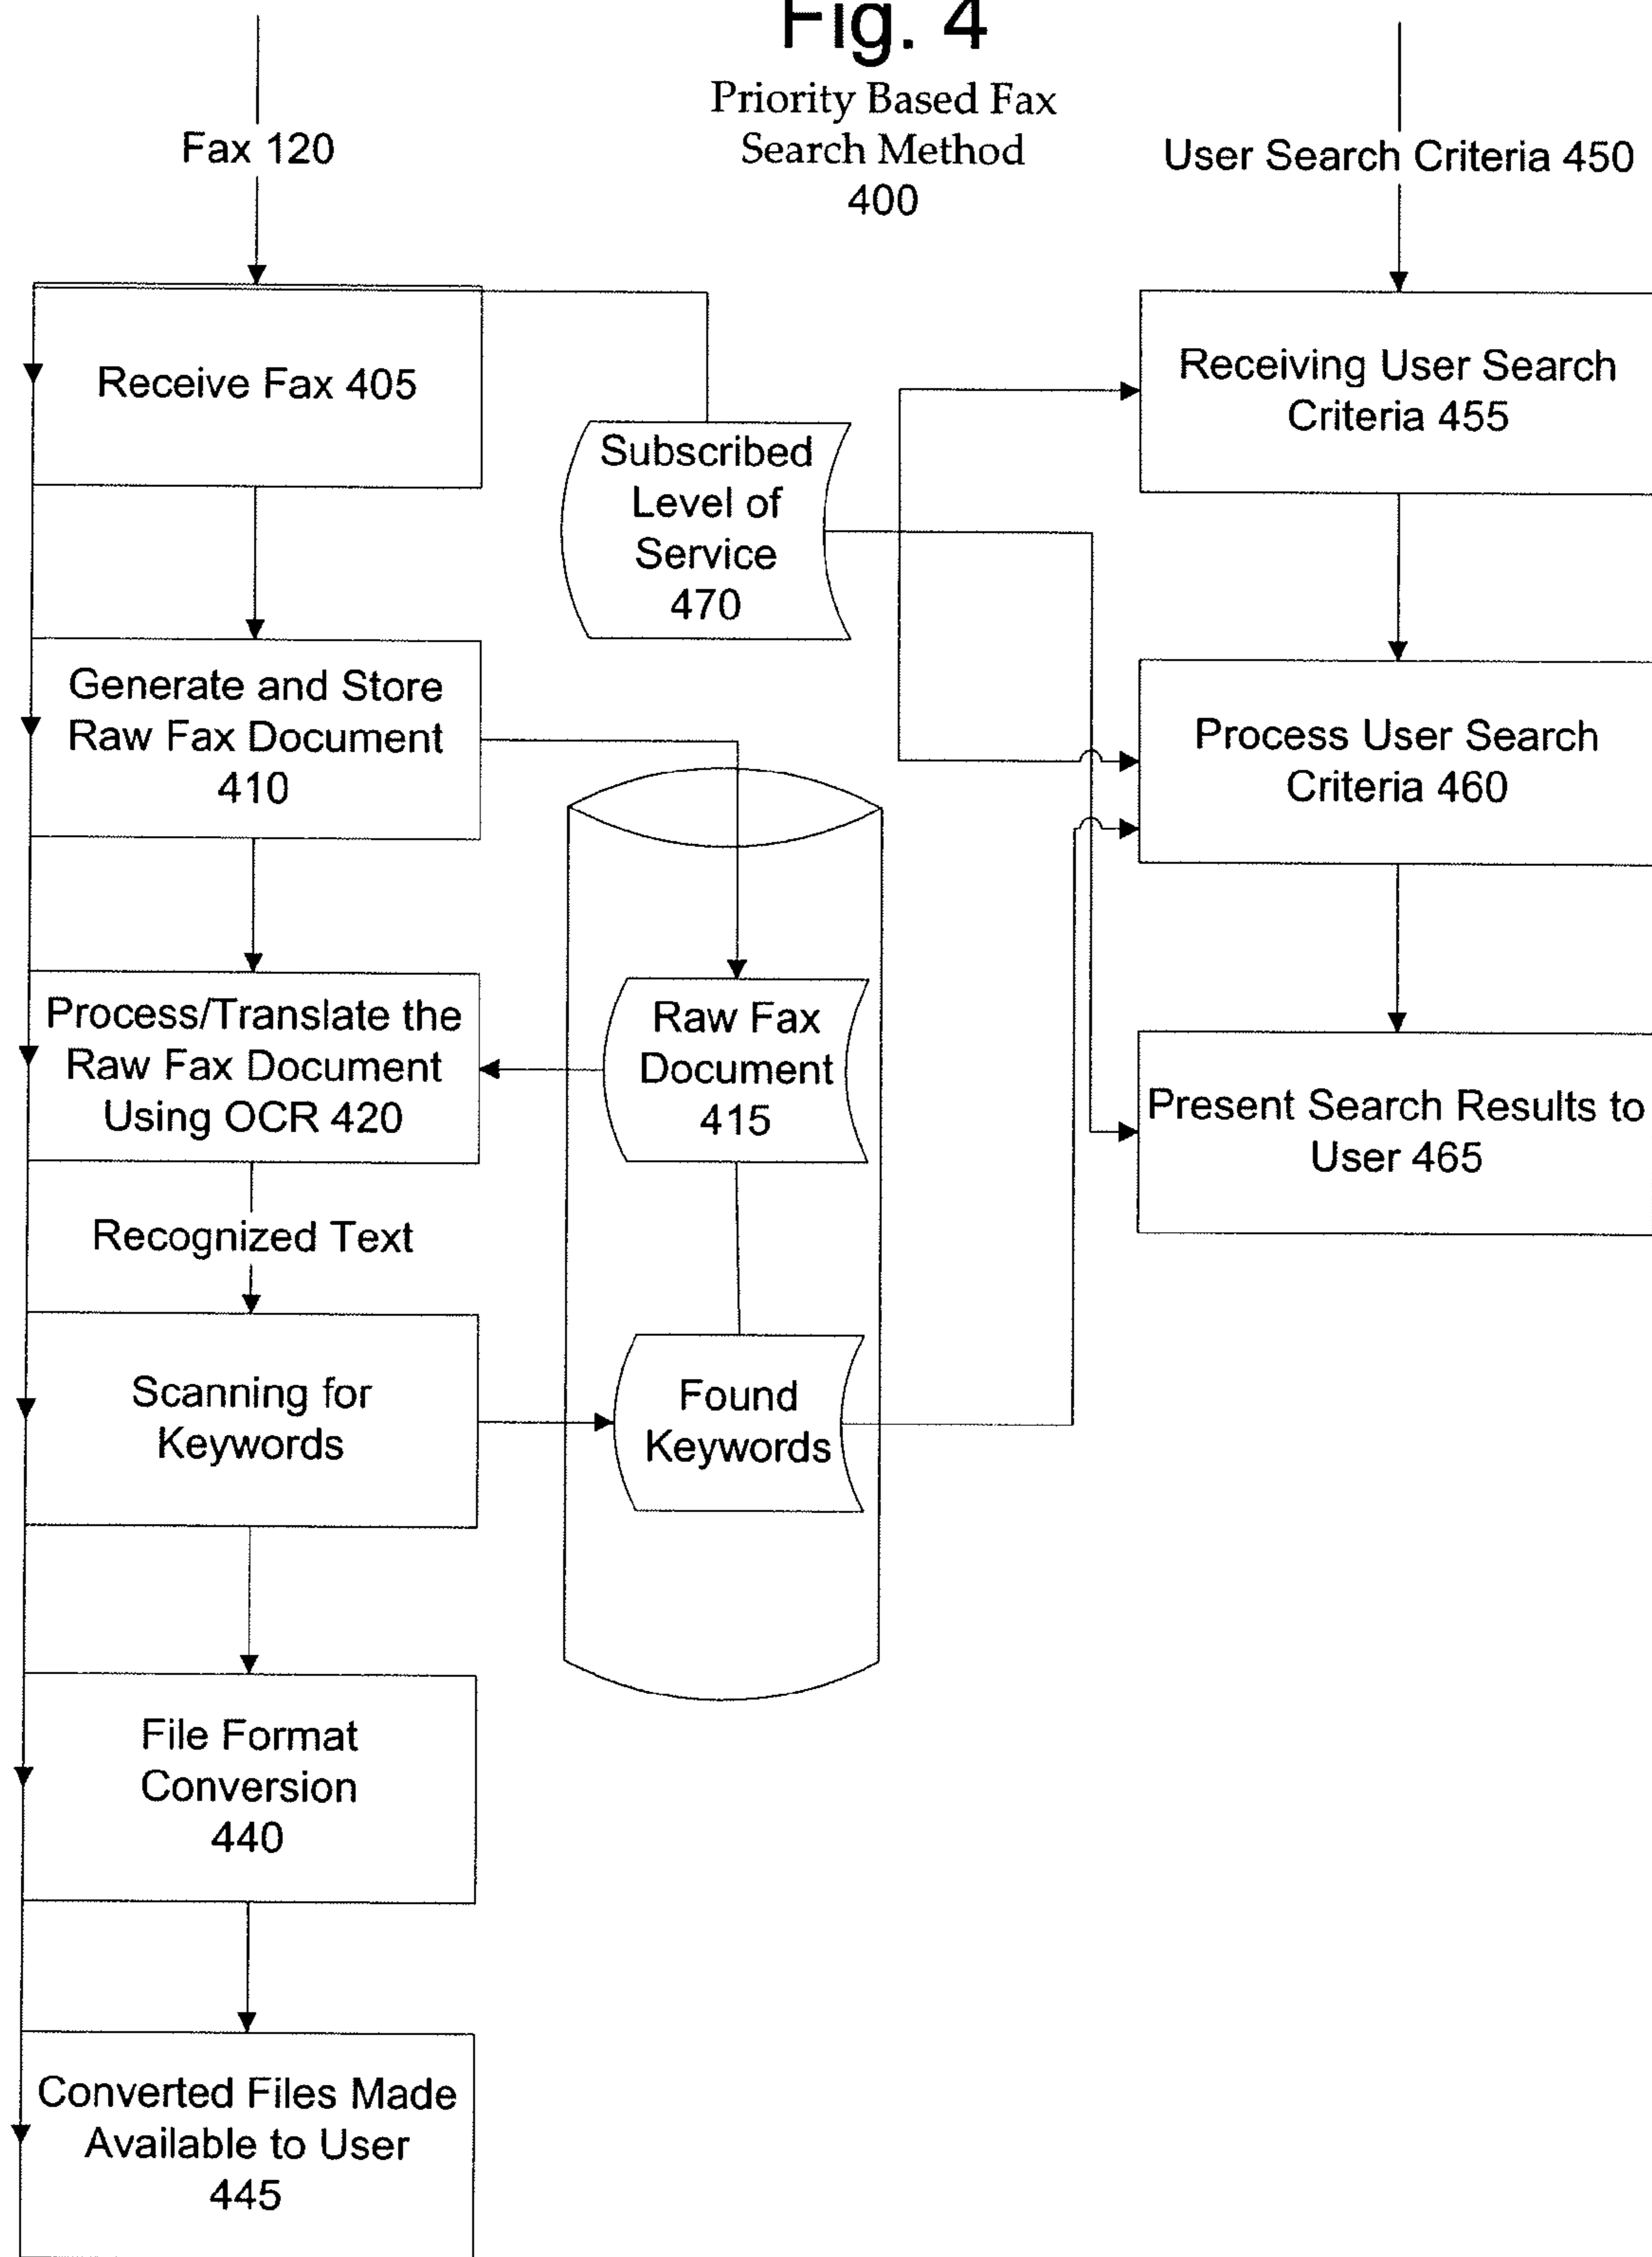 Fig. 4
Priority Based Fax
Search Method
400
Fax 120
User Search Criteria 450
Receive Fax 405
Subscribed
Level of
Service
470
Receiving User Search
Criteria 455
Generate and Store
Raw Fax Document
410
Process User Search
Criteria 460
Process/Translate the
Raw Fax Document
Using OCR 420
Raw Fax
Document
415
Present Search Results to
User 465
Recognized Text
Scanning for
Keywords
Found
Keywords
File Format
Conversion
440
Converted Files Made
Available to User
445